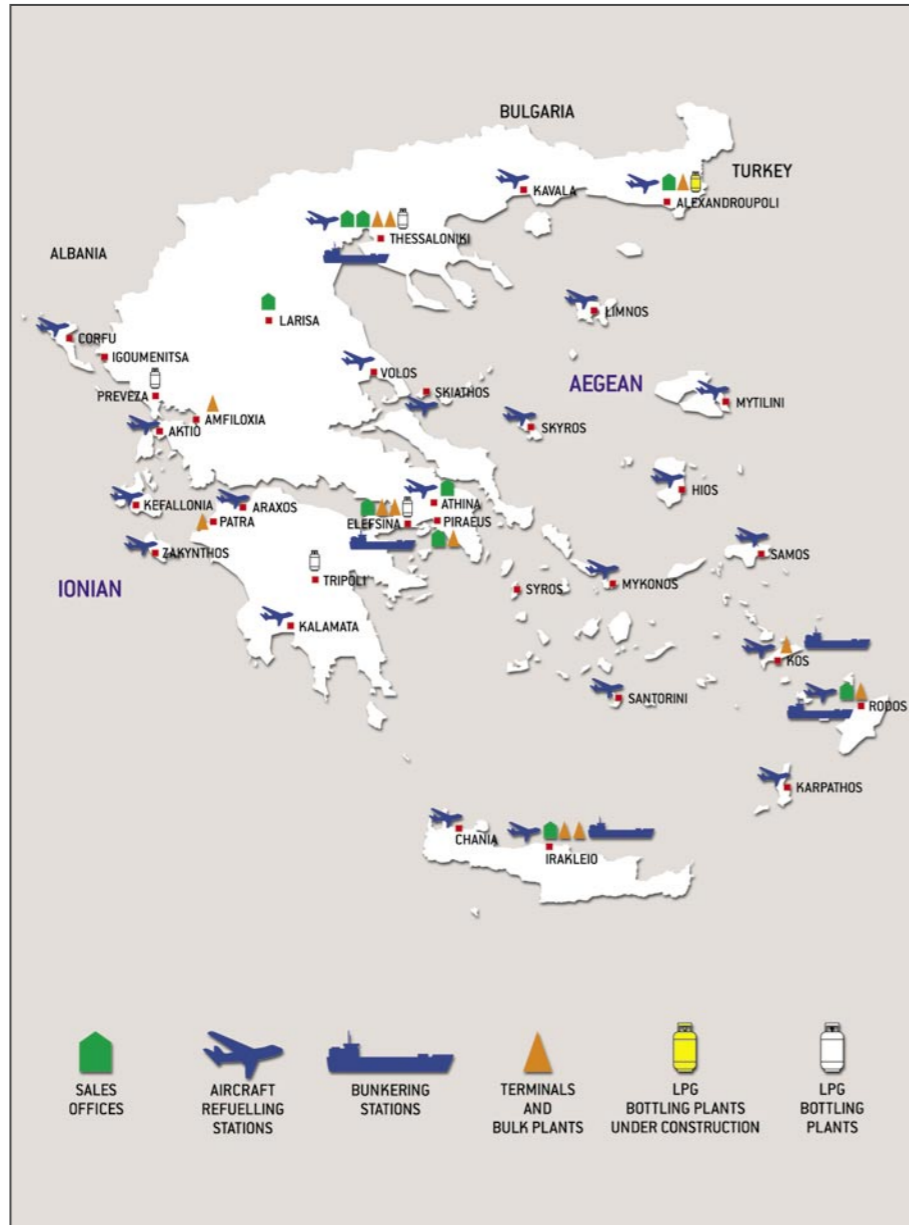 BULGARIA
TURKEY
KAVALA
ALEXANDROUPOLI
THESSALONIKI
ALBANIA
LIMNOS
LARISA
CORFU
IGOUMENITSA
VOLOS
AEGEAN
SKIATHOS
PREVEZA
MYTILINI
AMFILOXIA
SKYROS
AKTIO
HIOS
KEFALLONIA
ARAXOS
ATHINA
PATRA
ELEFSINA
PIRAEUS
ZAKYNTHOS
SAMOS
TRIPOLI
MYKONOS
IONIAN
SYROS
KALAMATA
KOS
SANTORINI
RODOS
KARPATHOS
CHANIA
IRAKLEIO
SALES
OFFICES
AIRCRAFT
REFUELLING
STATIONS
BUNKERING
STATIONS
TERMINALS
AND
BULK PLANTS
LPG
BOTTLING PLANTS
UNDER CONSTRUCTION
LPG
BOTTLING
PLANTS